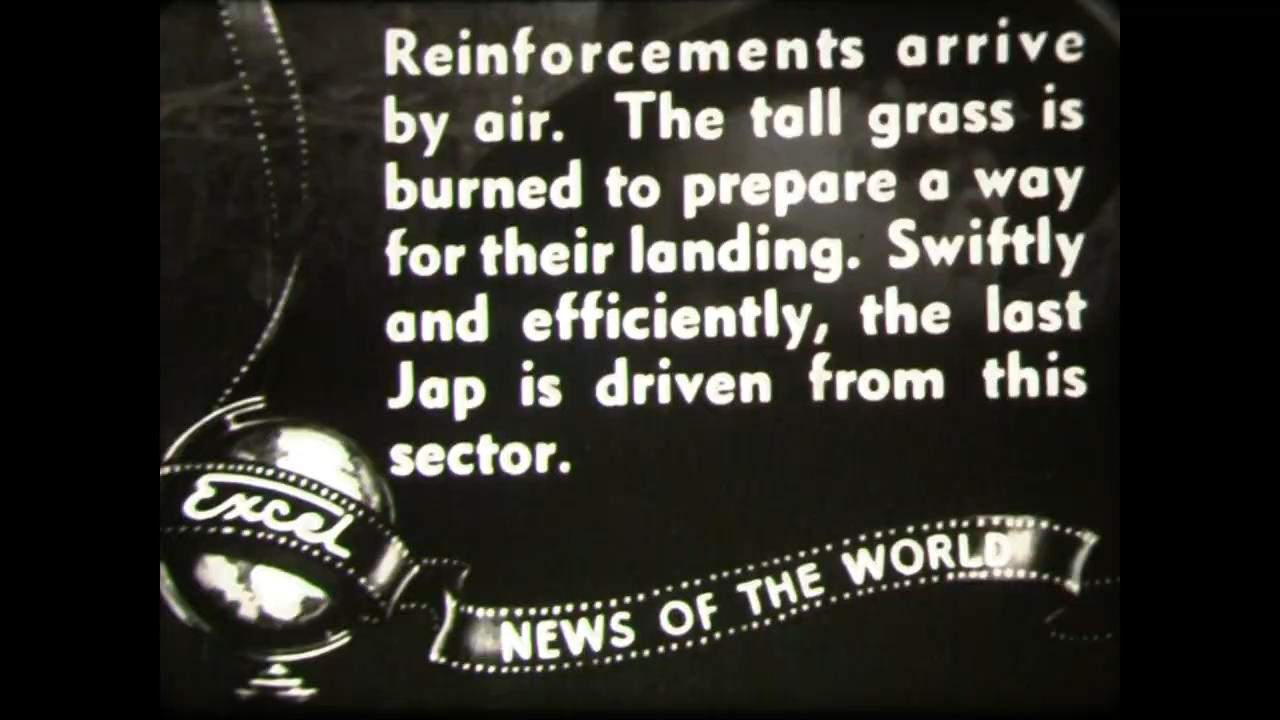 Reinforcements arrive
by air. The tall grass is
burned to prepare a way
for their landing. Swiftly
and efficiently, the last
Jap is driven from this
sector.
Excel
NEWS OF THE WORLD